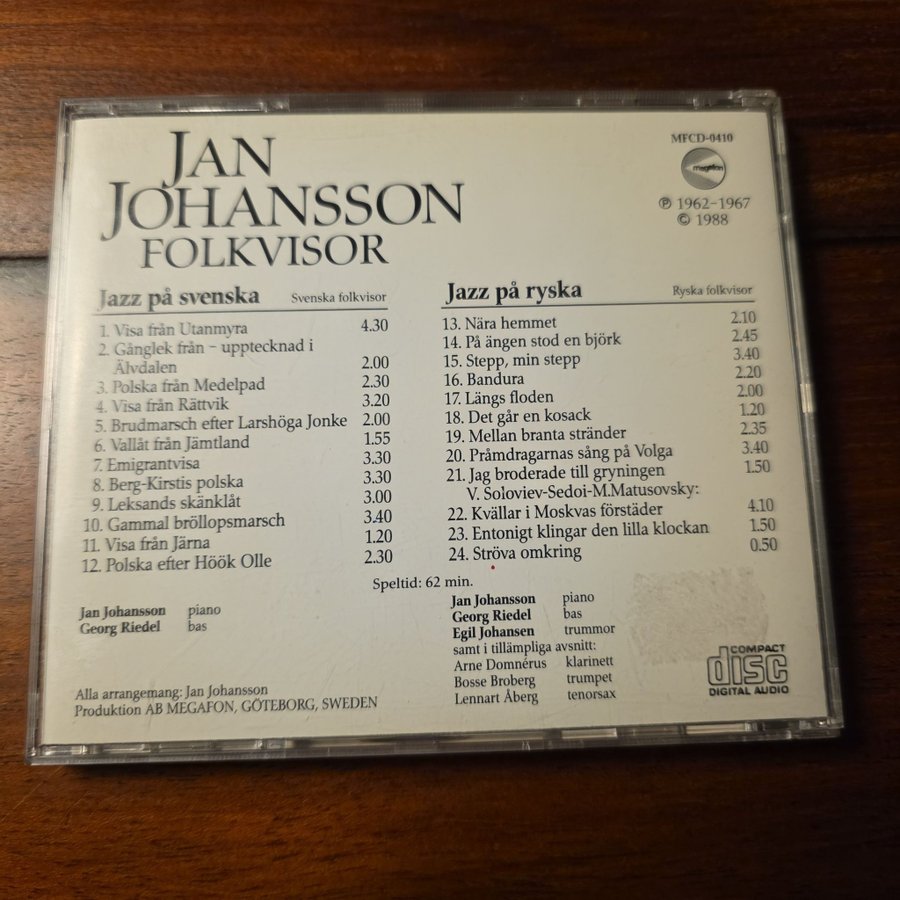 JAN
JOHANSSON
FOLKVISOR
MFCD-0410
megafon
℗ 1962-1967
© 1988
Jazz på svenska Svenska folkvisor
1. Visa från Utanmyra 4.30
2. Gånglek från - upptecknad i
Älvdalen 2.00
3. Polska från Medelpad 2.30
4. Visa från Rättvik 3.20
5. Brudmarsch efter Larshöga Jonke 2.00
6. Vallåt från Jämtland 1.55
7. Emigrantvisa 3.30
8. Berg-Kirstis polska 3.30
9. Leksands skänklåt 3.00
10. Gammal bröllopsmarsch 3.40
11. Visa från Järna 1.20
12. Polska efter Höök Olle 2.30
Jazz på ryska Ryska folkvisor
13. Nära hemmet 2.10
14. På ängen stod en björk 2.45
15. Stepp, min stepp 3.40
16. Bandura 2.20
17. Längs floden 2.00
18. Det går en kosack 1.20
19. Mellan branta stränder 2.35
20. Pråmdragarnas sång på Volga 3.40
21. Jag broderade till gryningen 1.50
V. Soloviev-Sedoi-M.Matusovsky:
22. Kvällar i Moskvas förstäder 4.10
23. Entonigt klingar den lilla klockan 1.50
24. Ströva omkring 0.50
Speltid: 62 min.
Jan Johansson piano
Georg Riedel bas
Jan Johansson piano
Georg Riedel bas
Egil Johansen trummor
samt i tillämpliga avsnitt:
Arne Domnérus klarinett
Bosse Broberg trumpet
Lennart Åberg tenorsax
Alla arrangemang: Jan Johansson
Produktion AB MEGAFON, GÖTEBORG, SWEDEN
COMPACT
disc
DIGITAL AUDIO